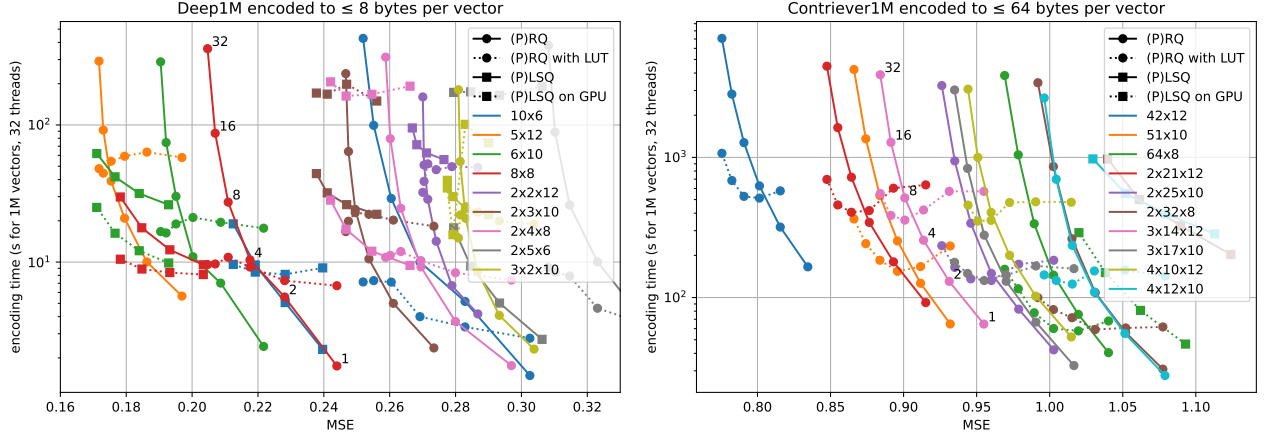 Deep1M encoded to ≤ 8 bytes per vector
encoding time (s for 1M vectors, 32 threads)
10²
10¹
32
16
8
4
2
1
(P)RQ
(P)RQ with LUT
(P)LSQ
(P)LSQ on GPU
10x6
5x12
6x10
8x8
2x2x12
2x3x10
2x4x8
2x5x6
3x2x10
0.16
0.18
0.20
0.22
0.24
0.26
0.28
0.30
0.32
MSE
Contriever1M encoded to ≤ 64 bytes per vector
encoding time (s for 1M vectors, 32 threads)
10³
10²
32
16
8
4
2
1
(P)RQ
(P)RQ with LUT
(P)LSQ
(P)LSQ on GPU
42x12
51x10
64x8
2x21x12
2x25x10
2x32x8
3x14x12
3x17x10
4x10x12
4x12x10
0.80
0.85
0.90
0.95
1.00
1.05
1.10
MSE